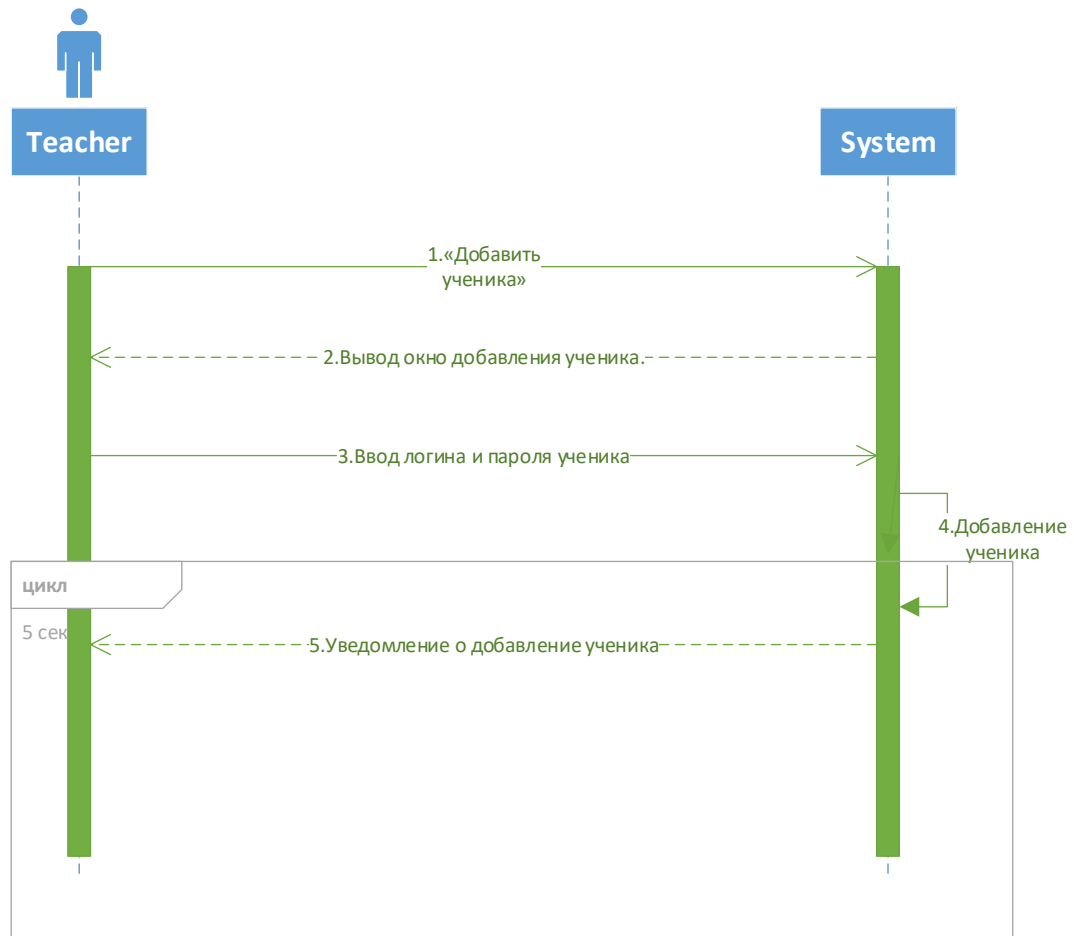 Teacher
System
1.«Добавить
ученика»
2.Вывод окно добавления ученика.
3.Ввод логина и пароля ученика
4.Добавление
ученика
цикл
5 сек
5.Уведомление о добавление ученика